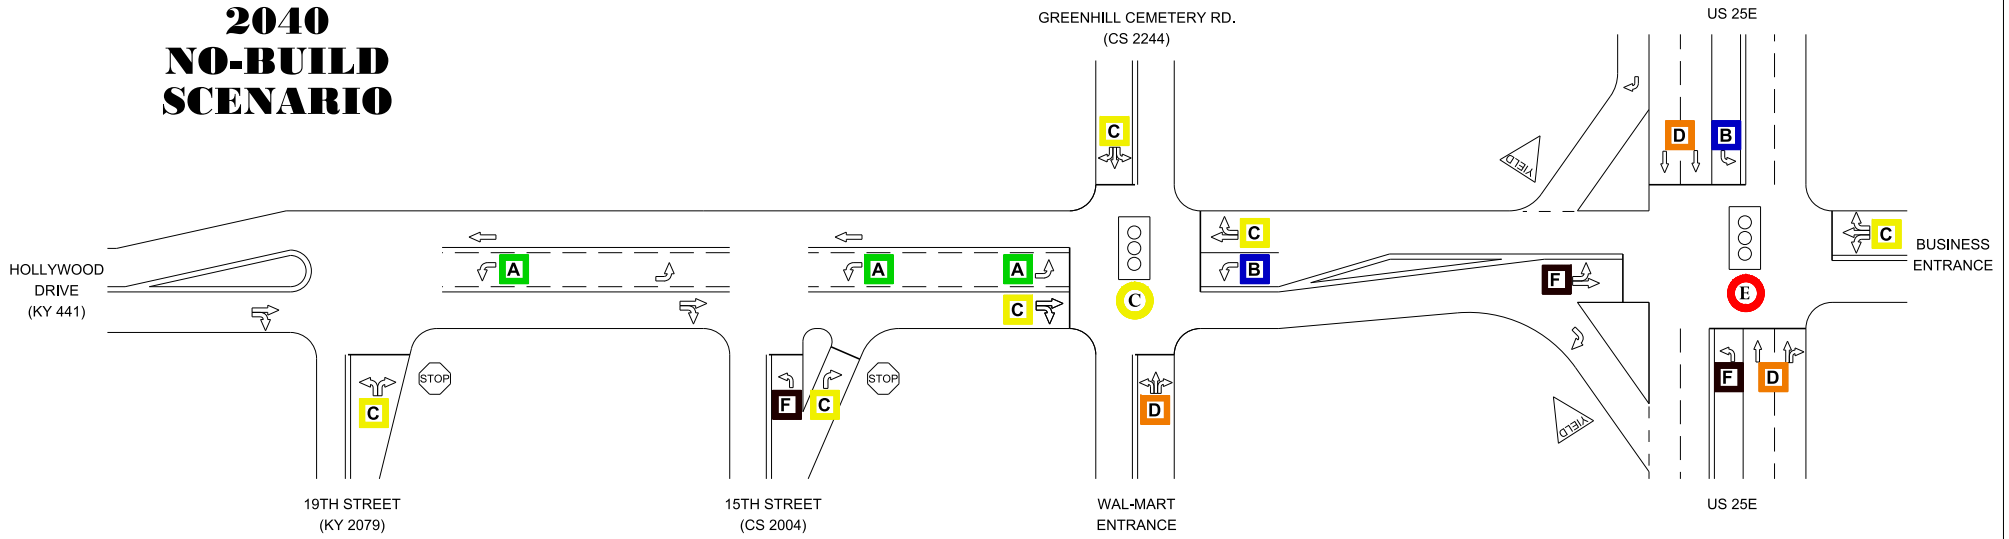 2040
NO-BUILD
SCENARIO
GREENHILL CEMETERY RD.
(CS 2244)
US 25E
C
D
B
YIELD
HOLLYWOOD
DRIVE
(KY 441)
A
A
A
C
C
B
C
F
E
C
BUSINESS
ENTRANCE
STOP
C
F
C
STOP
D
YIELD
F
D
19TH STREET
(KY 2079)
15TH STREET
(CS 2004)
WAL-MART
ENTRANCE
US 25E